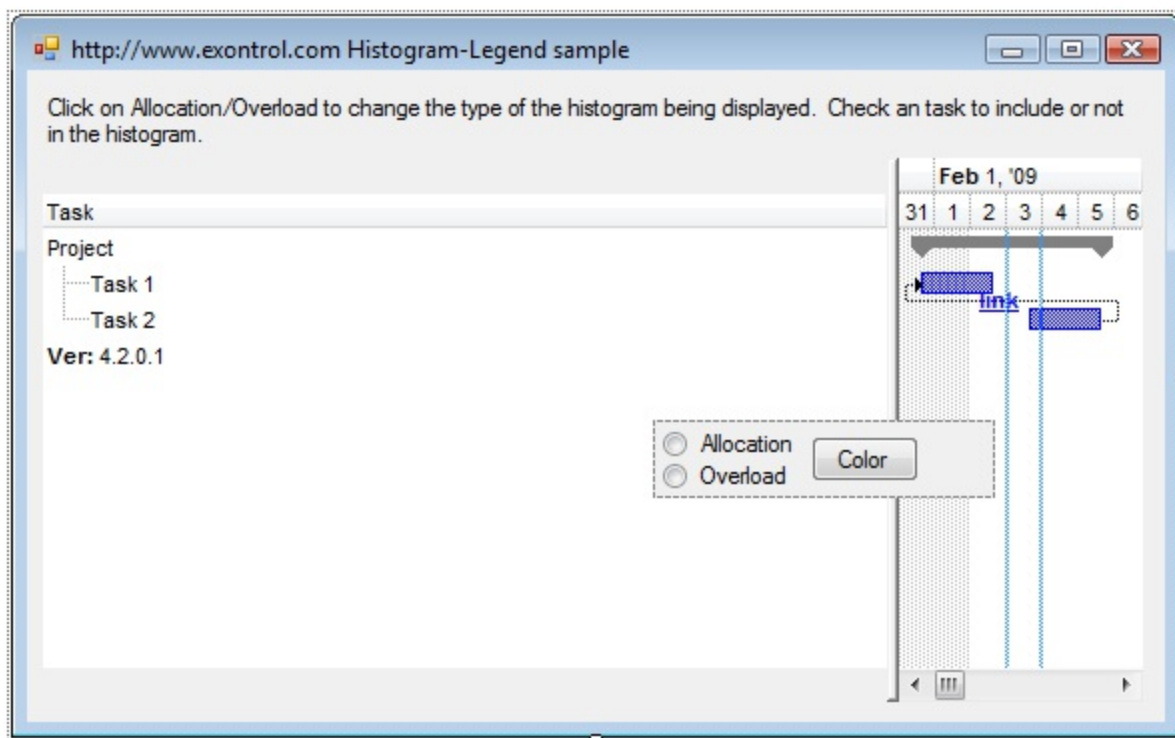 http://www.exontrol.com Histogram-Legend sample
Click on Allocation/Overload to change the type of the histogram being displayed. Check an task to include or not
in the histogram.
Feb 1, '09
Task
31 1 2 3 4 5 6
Project
Task 1
link
Task 2
Ver: 4.2.0.1
Allocation
Color
Overload